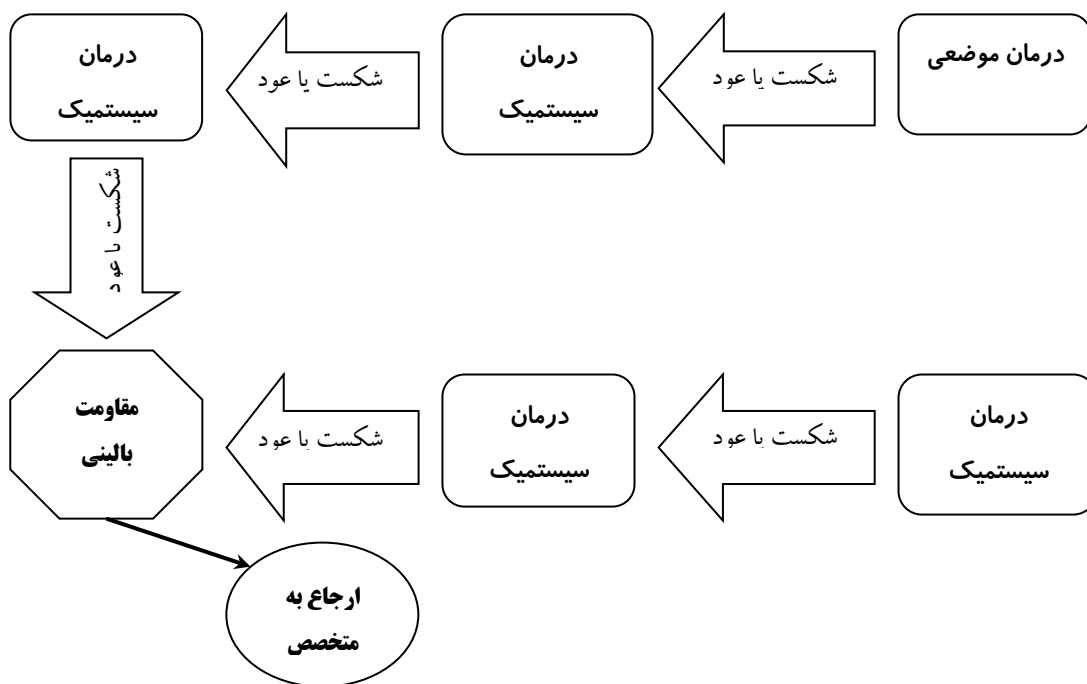 درمان موضعی
شکست یا عود
درمان
سیستمیک
شکست یا عود
درمان
سیستمیک
شکست یا عود
درمان
سیستمیک
شکست یا عود
درمان
سیستمیک
شکست یا عود
مقاومت
بالینی
ارجاع به
متخصص